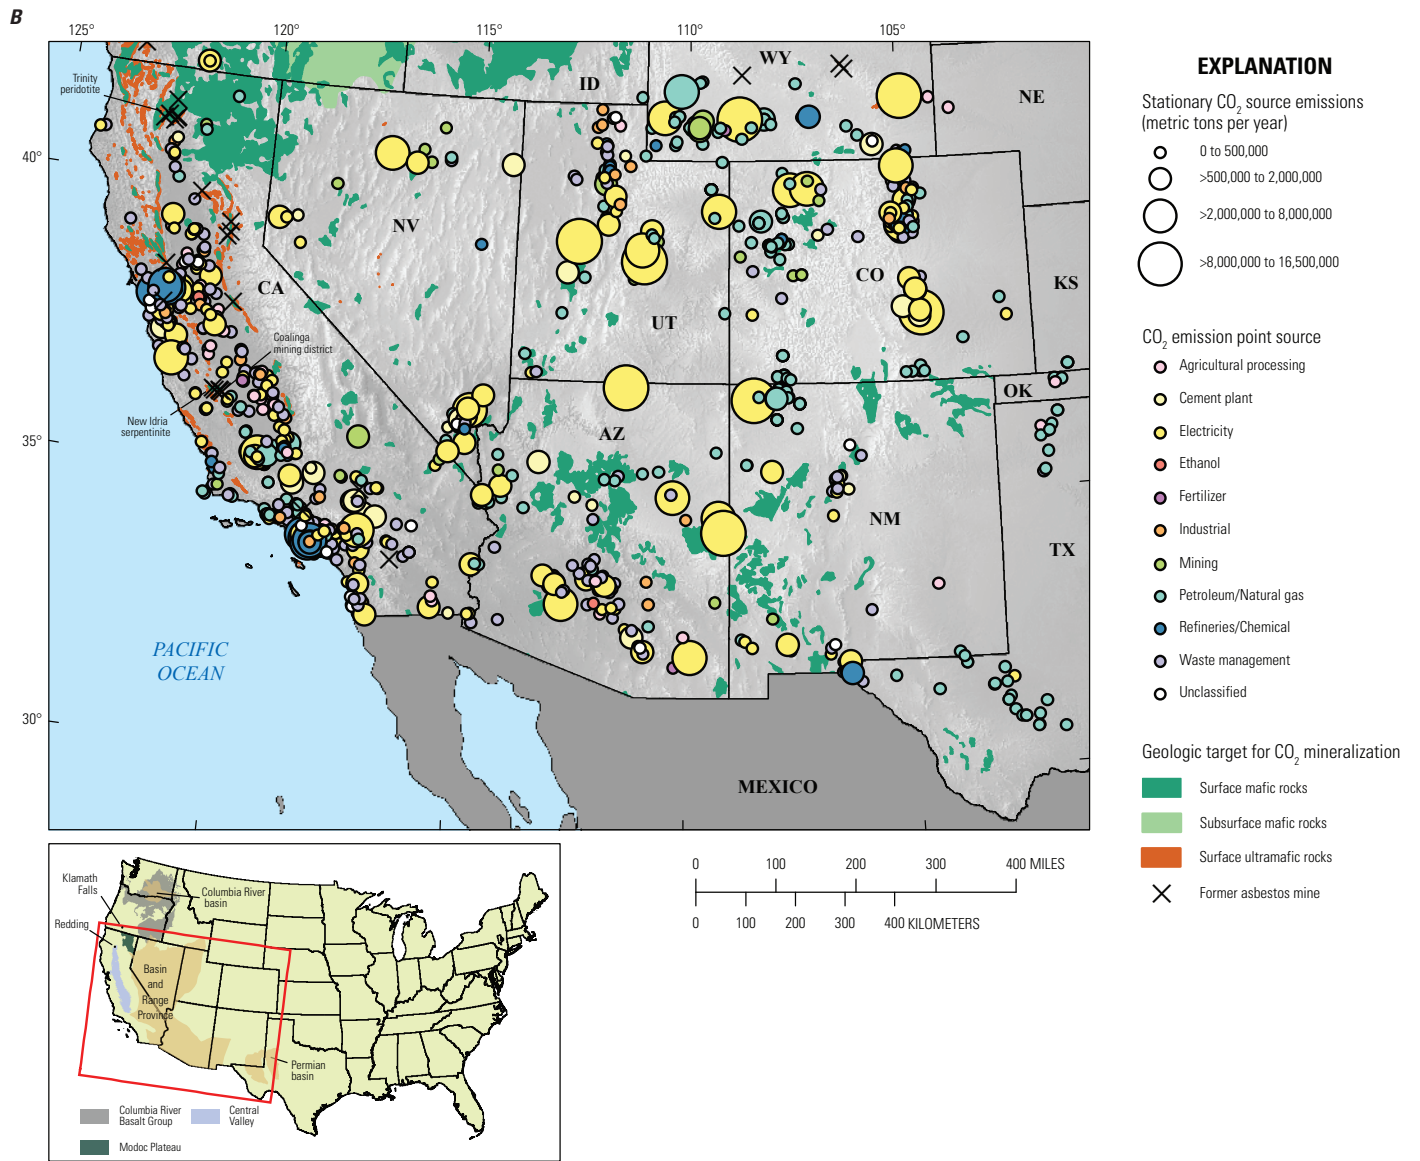 B
125°
120°
115°
110°
105°
40°
35°
30°
Trinity
peridotite
ID
WY
NE
NV
CA
UT
CO
KS
Coalinga
mining district
New Idria
serpentinite
AZ
NM
OK
TX
PACIFIC
OCEAN
MEXICO
EXPLANATION
Stationary CO2 source emissions
(metric tons per year)
0 to 500,000
>500,000 to 2,000,000
>2,000,000 to 8,000,000
>8,000,000 to 16,500,000
CO2 emission point source
Agricultural processing
Cement plant
Electricity
Ethanol
Fertilizer
Industrial
Mining
Petroleum/Natural gas
Refineries/Chemical
Waste management
Unclassified
Geologic target for CO2 mineralization
Surface mafic rocks
Subsurface mafic rocks
Surface ultramafic rocks
Former asbestos mine
0 100 200 300 400 MILES
0 100 200 300 400 KILOMETERS
Klamath
Falls
Redding
Columbia River
basin
Basin
and
Range
Province
Permian
basin
Columbia River
Basalt Group
Central
Valley
Modoc Plateau